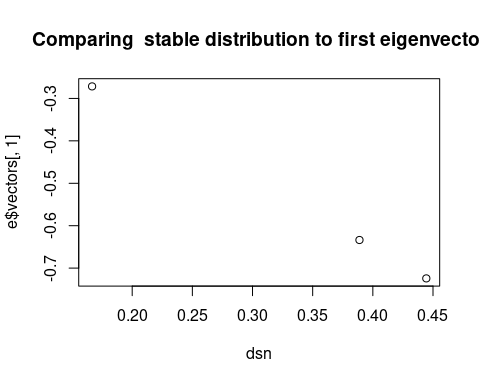 Comparing  stable distribution to first eigenvecto
e$vectors[, 1]
-0.3
-0.4
-0.5
-0.6
-0.7
0.20 0.25 0.30 0.35 0.40 0.45
dsn